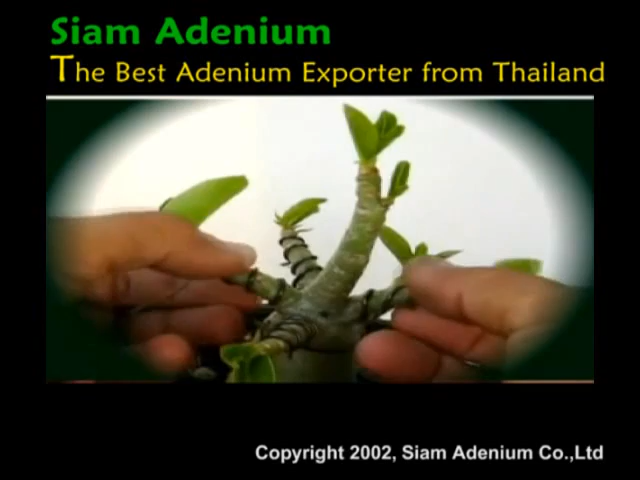 Siam Adenium
The Best Adenium Exporter from Thailand
Copyright 2002, Siam Adenium Co.,Ltd